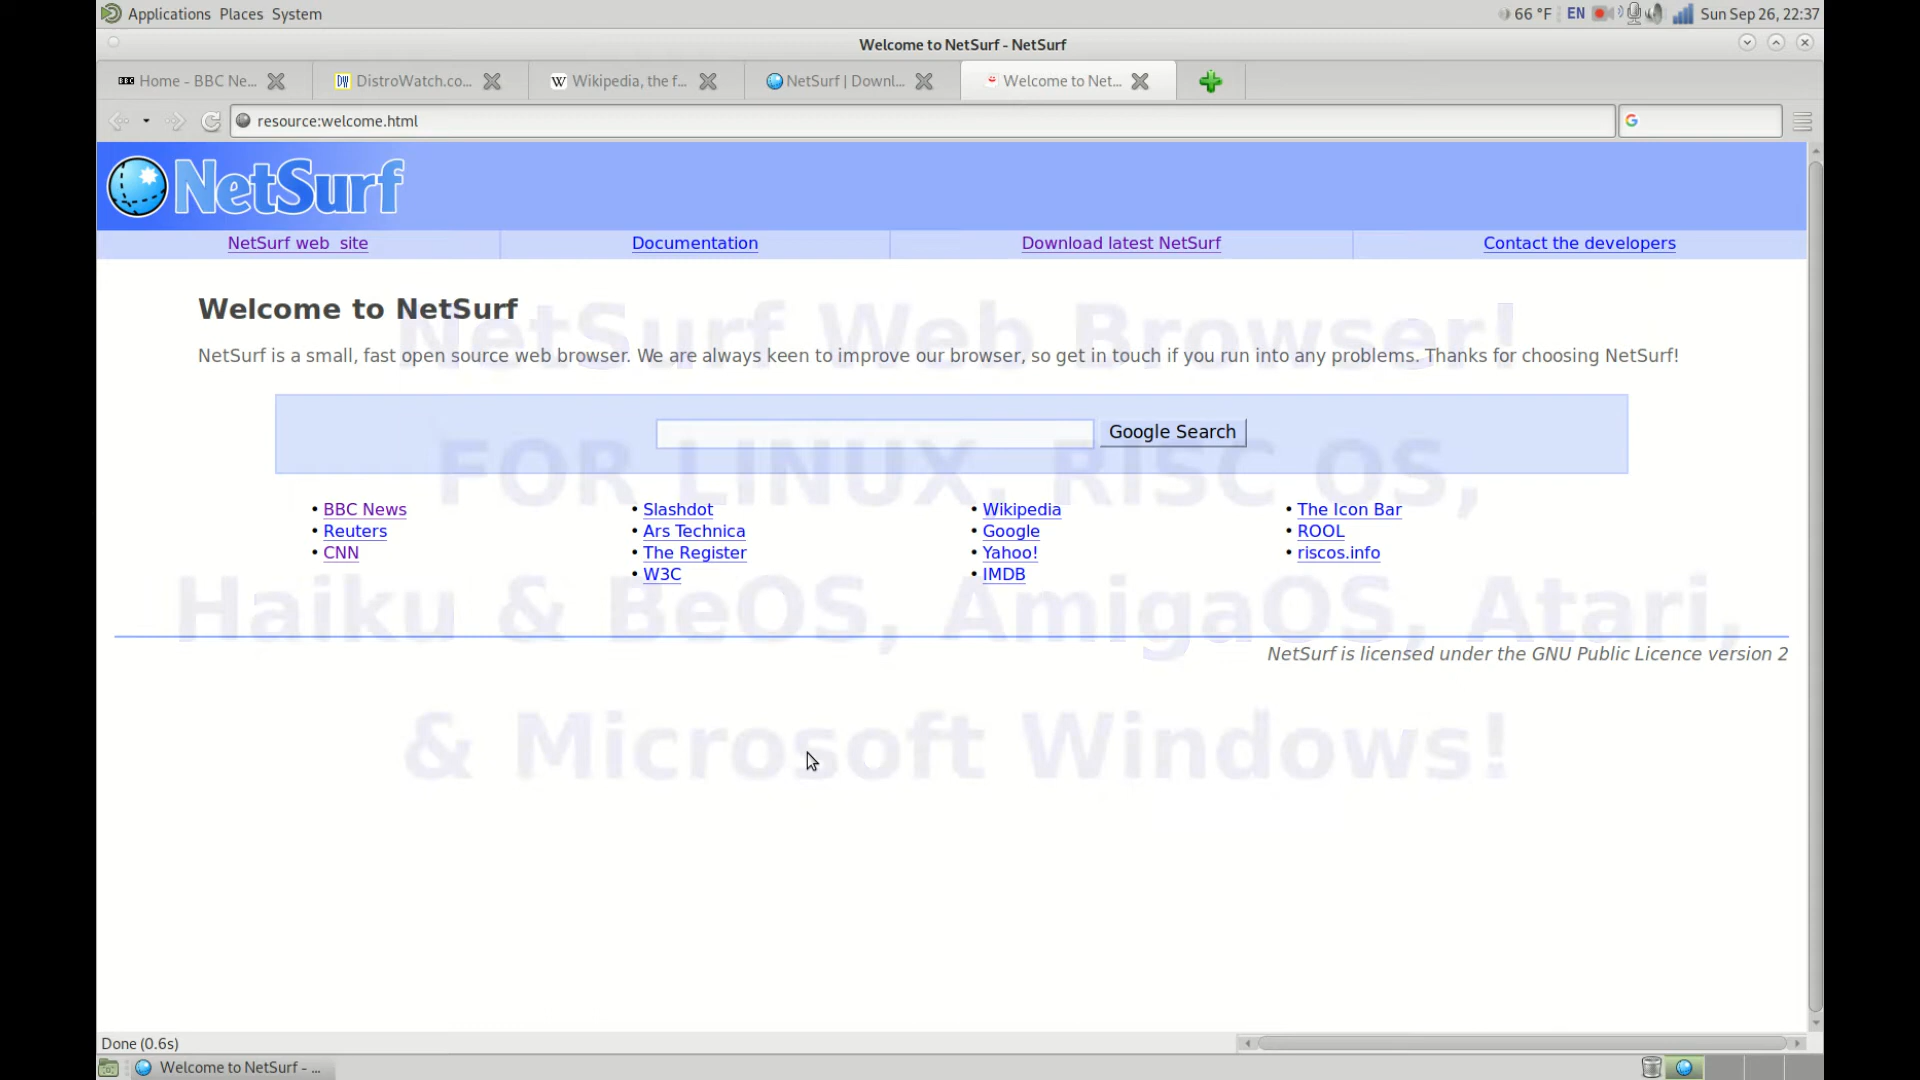 Applications Places System 66 °F EN Sun Sep 26, 22:37
Welcome to NetSurf - NetSurf
BBC Home - BBC Ne... DW DistroWatch.co... W Wikipedia, the f... NetSurf | Downl... Welcome to Net...
resource:welcome.html G
NetSurf
NetSurf web site Documentation Download latest NetSurf Contact the developers
Welcome to NetSurf
NetSurf Web Browser!
NetSurf is a small, fast open source web browser. We are always keen to improve our browser, so get in touch if you run into any problems. Thanks for choosing NetSurf!
Google Search
FOR LINUX, RISC OS,
• BBC News • Slashdot • Wikipedia • The Icon Bar
• Reuters • Ars Technica • Google • ROOL
• CNN • The Register • Yahoo! • riscos.info
• W3C • IMDB
Haiku & BeOS, AmigaOS, Atari,
NetSurf is licensed under the GNU Public Licence version 2
& Microsoft Windows!
Done (0.6s)
Welcome to NetSurf - ...